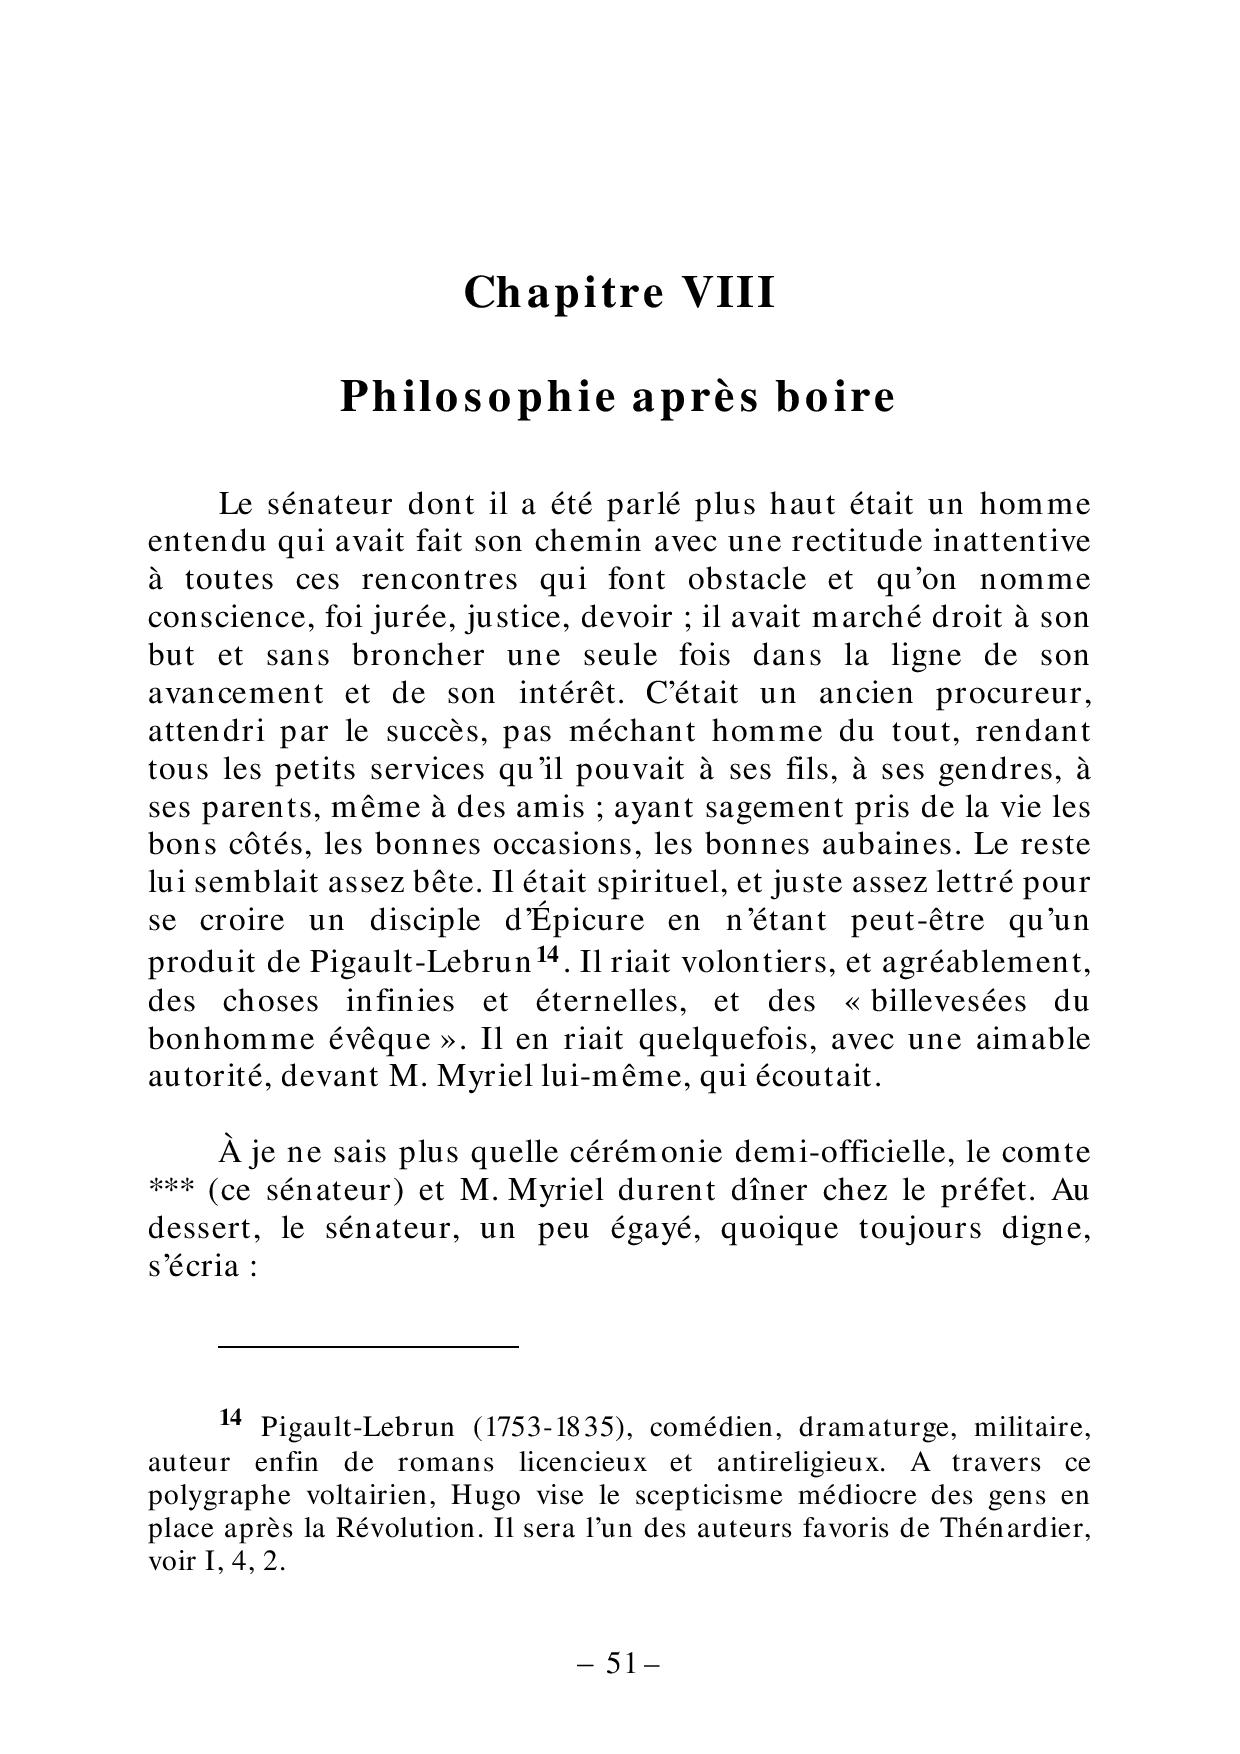 Chapitre VIII
Philosophie après boire
Le sénateur dont il a été parlé plus haut était un homme
entendu qui avait fait son chemin avec une rectitude inattentive
à toutes ces rencontres qui font obstacle et qu’on nomme
conscience, foi jurée, justice, devoir ; il avait marché droit à son
but et sans broncher une seule fois dans la ligne de son
avancement et de son intérêt. C’était un ancien procureur,
attendri par le succès, pas méchant homme du tout, rendant
tous les petits services qu’il pouvait à ses fils, à ses gendres, à
ses parents, même à des amis ; ayant sagement pris de la vie les
bons côtés, les bonnes occasions, les bonnes aubaines. Le reste
lui semblait assez bête. Il était spirituel, et juste assez lettré pour
se croire un disciple d’Épicure en n’étant peut-être qu’un
produit de Pigault-Lebrun14. Il riait volontiers, et agréablement,
des choses infinies et éternelles, et des « billevesées du
bonhomme évêque ». Il en riait quelquefois, avec une aimable
autorité, devant M. Myriel lui-même, qui écoutait.
À je ne sais plus quelle cérémonie demi-officielle, le comte
*** (ce sénateur) et M. Myriel durent dîner chez le préfet. Au
dessert, le sénateur, un peu égayé, quoique toujours digne,
s’écria :
14 Pigault-Lebrun (1753-1835), comédien, dramaturge, militaire,
auteur enfin de romans licencieux et antireligieux. A travers ce
polygraphe voltairien, Hugo vise le scepticisme médiocre des gens en
place après la Révolution. Il sera l’un des auteurs favoris de Thénardier,
voir I, 4, 2.
– 51 –